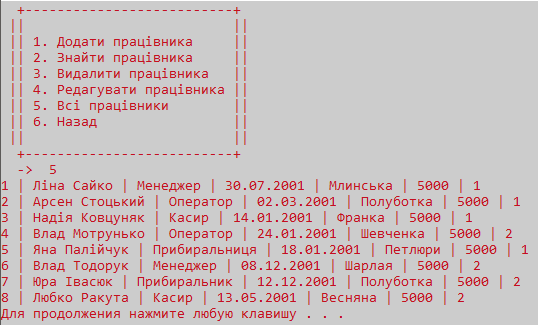 +--------------------------+
||                          ||
|| 1. Додати працівника     ||
|| 2. Знайти працівника     ||
|| 3. Видалити працівника   ||
|| 4. Редагувати працівника ||
|| 5. Всі працівники        ||
|| 6. Назад                 ||
||                          ||
+--------------------------+
-> 5
1 | Ліна Сайко | Менеджер | 30.07.2001 | Млинська | 5000 | 1
2 | Арсен Стоцький | Оператор | 02.03.2001 | Полуботка | 5000 | 1
3 | Надія Ковцуняк | Касир | 14.01.2001 | Франка | 5000 | 1
4 | Влад Мотрунько | Оператор | 24.01.2001 | Шевченка | 5000 | 2
5 | Яна Палійчук | Прибиральниця | 18.01.2001 | Петлюри | 5000 | 1
6 | Влад Тодорук | Менеджер | 08.12.2001 | Шарлая | 5000 | 2
7 | Юра Івасюк | Прибиральник | 12.12.2001 | Полуботка | 5000 | 2
8 | Любко Ракута | Касир | 13.05.2001 | Весняна | 5000 | 2
Для продолжения нажмите любую клавишу . . .